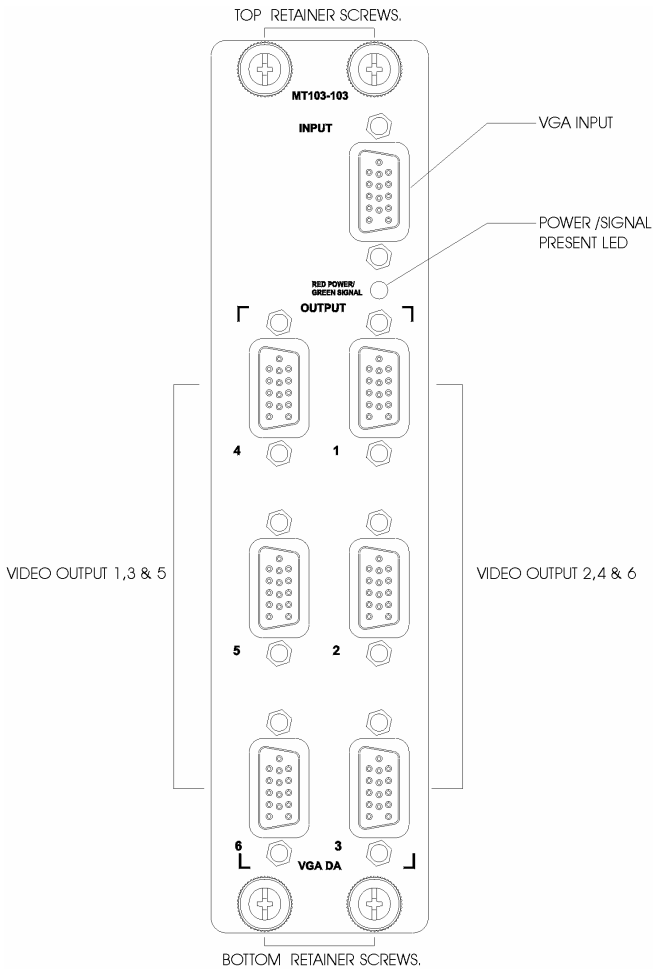 TOP RETAINER SCREWS.
MT103-103
INPUT
VGA INPUT
POWER /SIGNAL
PRESENT LED
RED POWER/
GREEN SIGNAL
OUTPUT
4
1
VIDEO OUTPUT 1,3 & 5
VIDEO OUTPUT 2,4 & 6
5
2
6
3
VGA DA
BOTTOM RETAINER SCREWS.